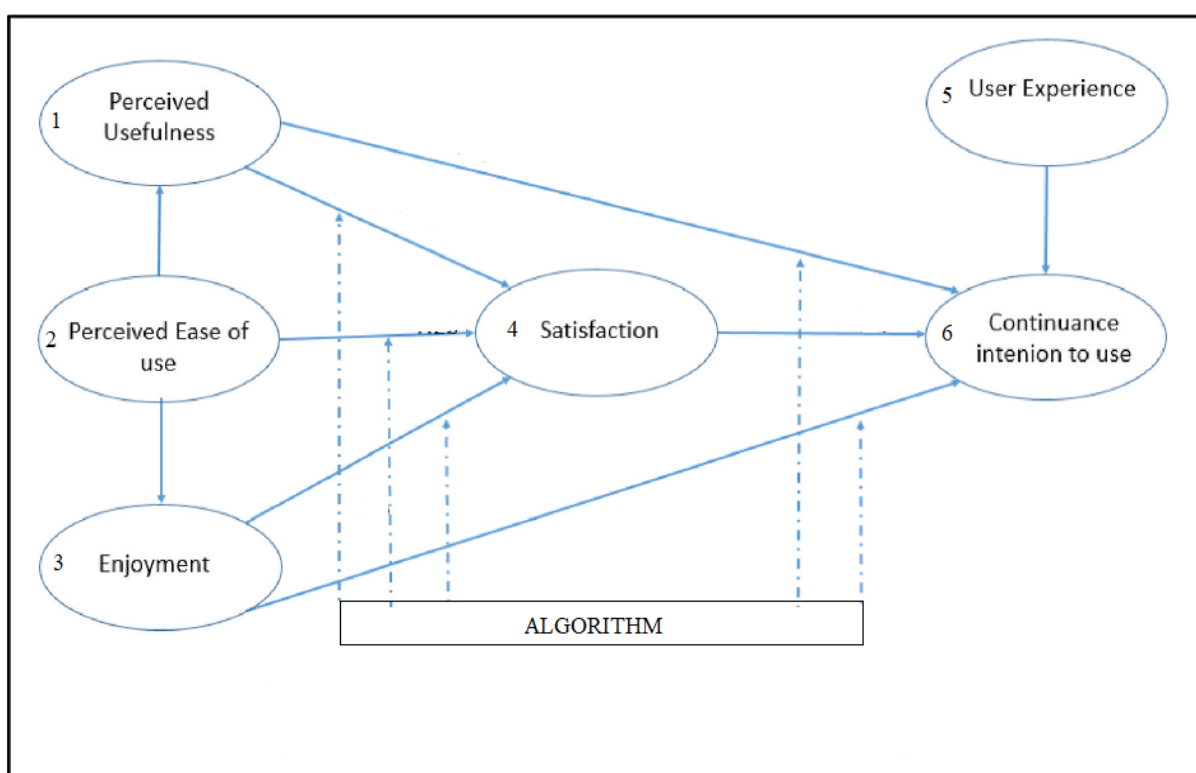 1
Perceived
Usefulness
5
User Experience
2
Perceived Ease of
use
4
Satisfaction
6
Continuance
intenion to use
3
Enjoyment
ALGORITHM